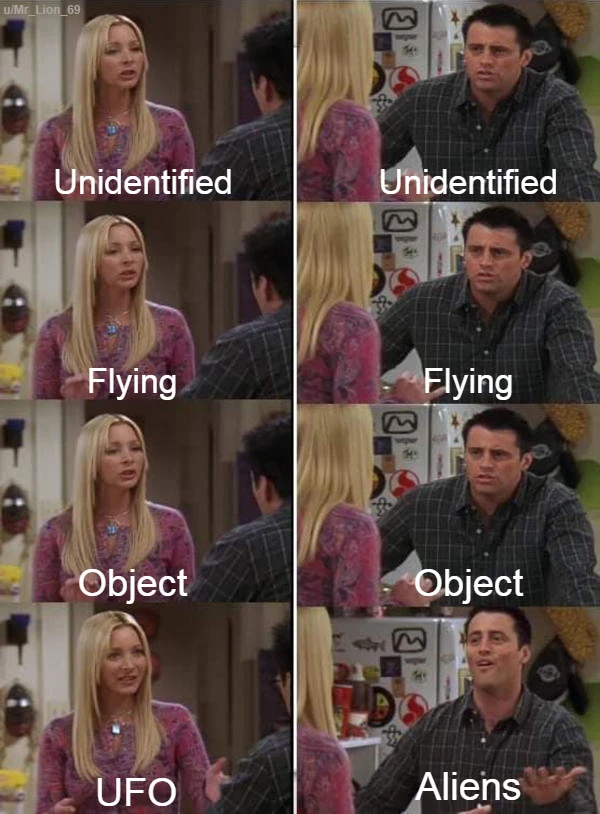 u/Mr_Lion_69
Unidentified
Unidentified
Flying
Flying
Object
Object
UFO
Aliens